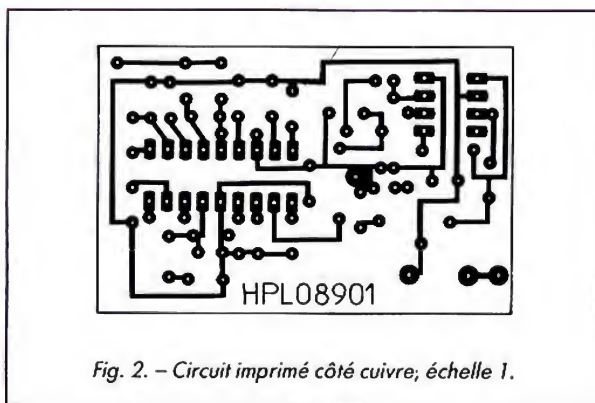 HPL08901
Fig. 2. – Circuit imprimé côté cuivre; échelle 1.